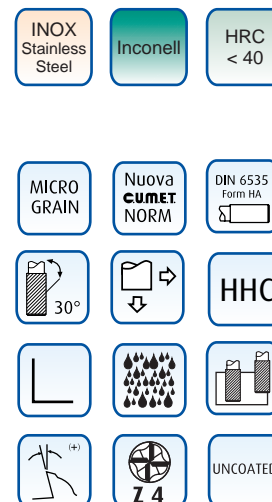 INOX
Stainless
Steel
Inconell
HRC
< 40
MICRO
GRAIN
Nuova
C.U.M.E.T.
NORM
DIN 6535
Form HA
30°
HHC
(+)
Z 4
UNCOATED